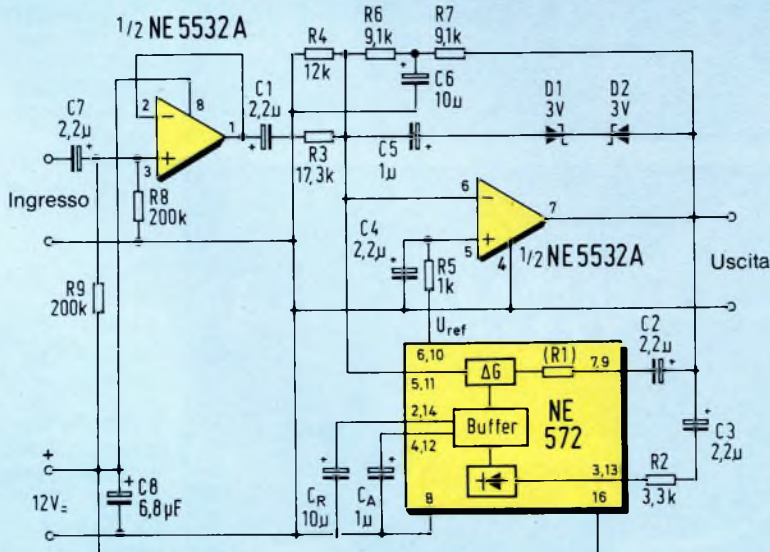 1/2 NE 5532A
C7
2,2µ
2
8
3
1
Ingresso
R8
200k
R9
200k
C1
2,2µ
R4
12k
R6
9,1k
R7
9,1k
C6
10µ
R3
17,3k
C5
1µ
D1
3V
D2
3V
6
7
5
4
1/2 NE 5532A
C4
2,2µ
R5
1k
Uscita
Uref
6,10
5,11
ΔG
(R1)
7,9
C2
2,2µ
2,14
4,12
Buffer
NE
572
3,13
R2
3,3k
C3
2,2µ
8
16
CR
10µ
CA
1µ
+
12V=
C8
6,8µF